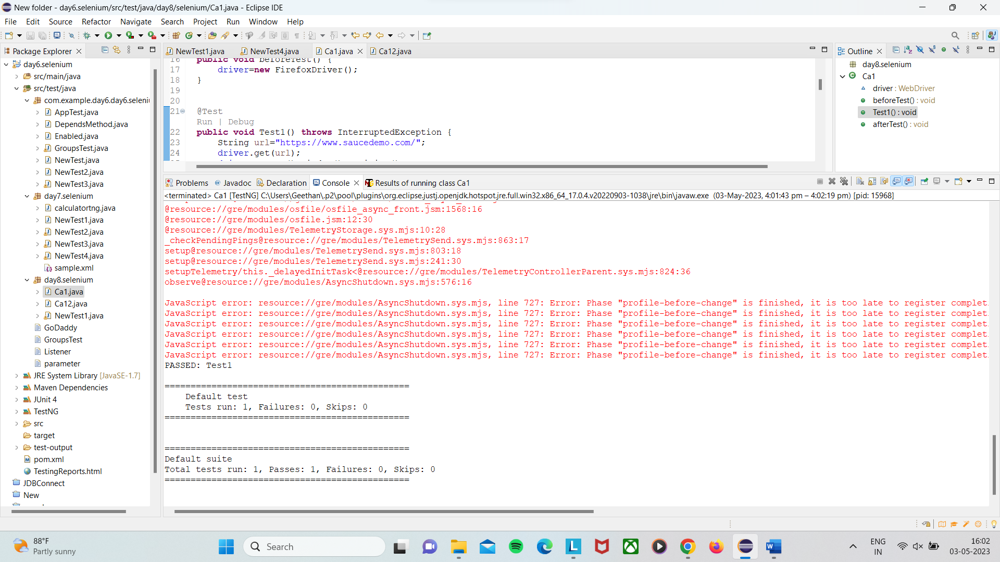 New folder - day6.selenium/src/test/java/day8/selenium/Ca1.java - Eclipse IDE
File Edit Source Refactor Navigate Search Project Run Window Help
Package Explorer
day6.selenium
src/main/java
src/test/java
com.example.day6.day6.seleni
AppTest.java
DependsMethod.java
Enabled.java
GroupsTest.java
NewTest.java
NewTest2.java
NewTest3.java
day7.selenium
calculatortng.java
NewTest1.java
NewTest2.java
NewTest3.java
NewTest4.java
sample.xml
day8.selenium
Ca1.java
Ca12.java
NewTest1.java
GoDaddy
GroupsTest
Listener
parameter
JRE System Library [JavaSE-1.7]
Maven Dependencies
JUnit 4
TestNG
src
target
test-output
pom.xml
TestingReports.html
JDBConnect
New
NewTest1.java NewTest4.java Ca1.java Ca12.java
16 public void beforeTest() {
17 driver=new FirefoxDriver();
18 }
19
20
21 @Test
Run | Debug
22 public void Test1() throws InterruptedException {
23 String url="https://www.saucedemo.com/";
24 driver.get(url);
Outline
day8.selenium
Ca1
driver : WebDriver
beforeTest() : void
Test1() : void
afterTest() : void
Problems Javadoc Declaration Console Results of running class Ca1
<terminated> Ca1 [TestNG] C:\Users\Geethan\.p2\pool\plugins\org.eclipse.justj.openjdk.hotspot.jre.full.win32.x86_64_17.0.4.v20220903-1038\jre\bin\javaw.exe (03-May-2023, 4:01:43 pm – 4:02:19 pm) [pid: 15968]
@resource://gre/modules/osfile/osfile_async_front.jsm:1568:16
@resource://gre/modules/osfile.jsm:12:30
@resource://gre/modules/TelemetryStorage.sys.mjs:10:28
_checkPendingPings@resource://gre/modules/TelemetrySend.sys.mjs:863:17
setup@resource://gre/modules/TelemetrySend.sys.mjs:803:18
setup@resource://gre/modules/TelemetrySend.sys.mjs:241:30
setupTelemetry/this._delayedInitTask<@resource://gre/modules/TelemetryControllerParent.sys.mjs:824:36
observe@resource://gre/modules/AsyncShutdown.sys.mjs:576:16
JavaScript error: resource://gre/modules/AsyncShutdown.sys.mjs, line 727: Error: Phase "profile-before-change" is finished, it is too late to register complet
JavaScript error: resource://gre/modules/AsyncShutdown.sys.mjs, line 727: Error: Phase "profile-before-change" is finished, it is too late to register complet
JavaScript error: resource://gre/modules/AsyncShutdown.sys.mjs, line 727: Error: Phase "profile-before-change" is finished, it is too late to register complet
JavaScript error: resource://gre/modules/AsyncShutdown.sys.mjs, line 727: Error: Phase "profile-before-change" is finished, it is too late to register complet
JavaScript error: resource://gre/modules/AsyncShutdown.sys.mjs, line 727: Error: Phase "profile-before-change" is finished, it is too late to register complet
JavaScript error: resource://gre/modules/AsyncShutdown.sys.mjs, line 727: Error: Phase "profile-before-change" is finished, it is too late to register complet
PASSED: Test1
===============================================
Default test
Tests run: 1, Failures: 0, Skips: 0
===============================================
===============================================
Default suite
Total tests run: 1, Passes: 1, Failures: 0, Skips: 0
===============================================
88°F
Partly sunny
Search
ENG
IN
16:02
03-05-2023